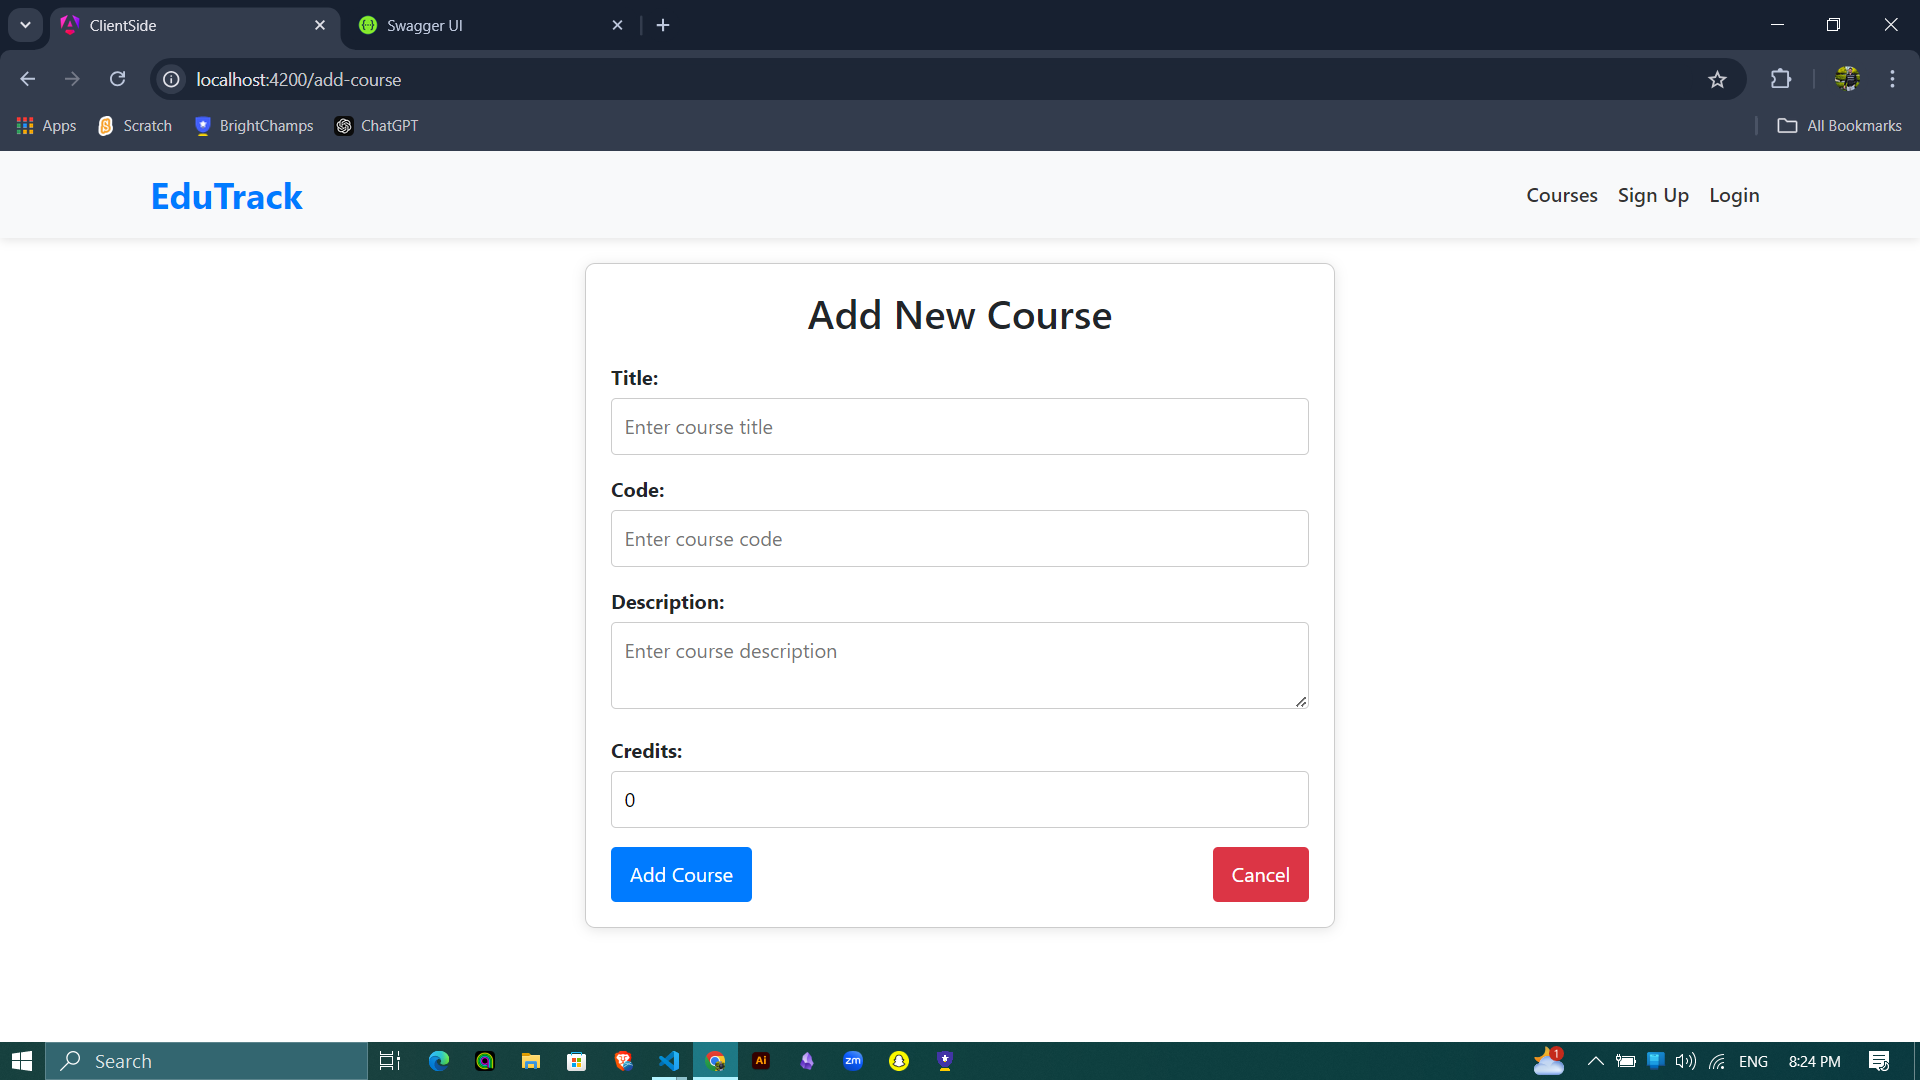 ClientSide
Swagger UI
localhost:4200/add-course
Apps
Scratch
BrightChamps
ChatGPT
All Bookmarks
EduTrack
Courses
Sign Up
Login
Add New Course
Title:
Enter course title
Code:
Enter course code
Description:
Enter course description
Credits:
0
Add Course
Cancel
Search
Ai
zm
1
ENG
8:24 PM